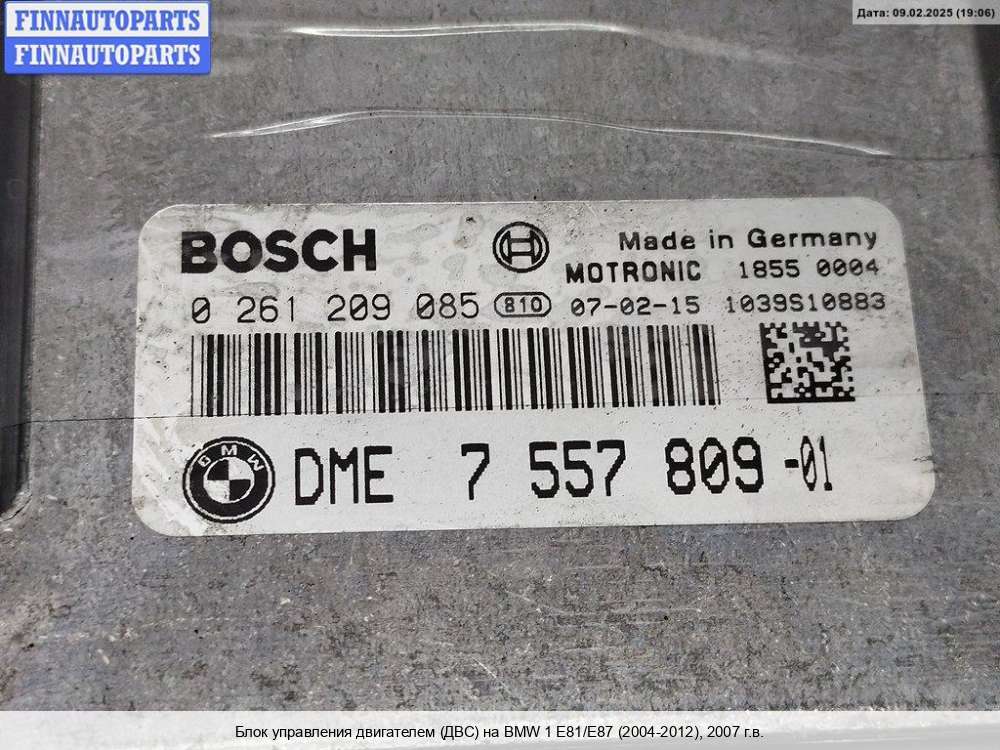 FINNAUTOPARTS
FINNAUTOPARTS
Дата: 09.02.2025 (19:06)
BOSCH
Made in Germany
MOTRONIC 1855 0004
0 261 209 085 810 07-02-15 1039S10883
BMW DME 7 557 809 -01
Блок управления двигателем (ДВС) на BMW 1 E81/E87 (2004-2012), 2007 г.в.